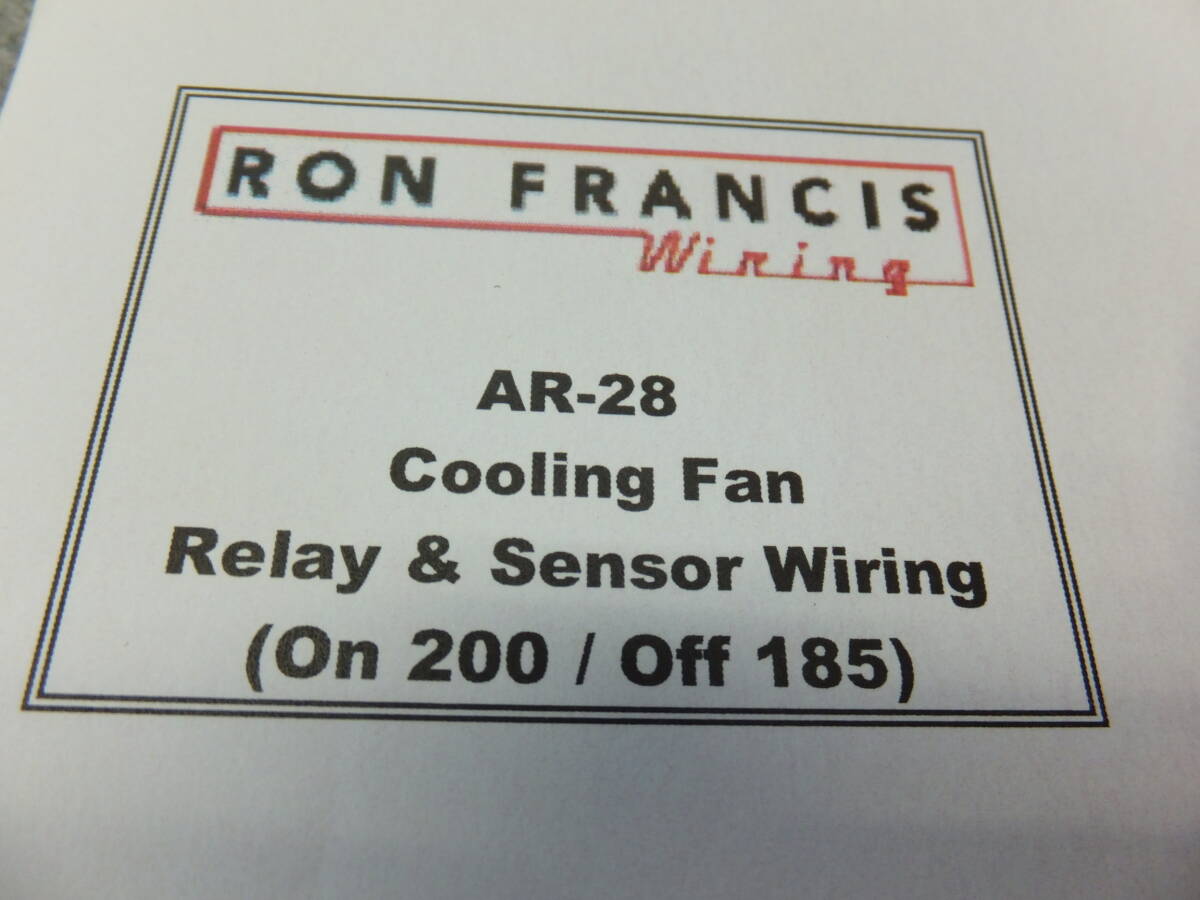 RON FRANCIS
Wiring
AR-28
Cooling Fan
Relay & Sensor Wiring
(On 200 / Off 185)